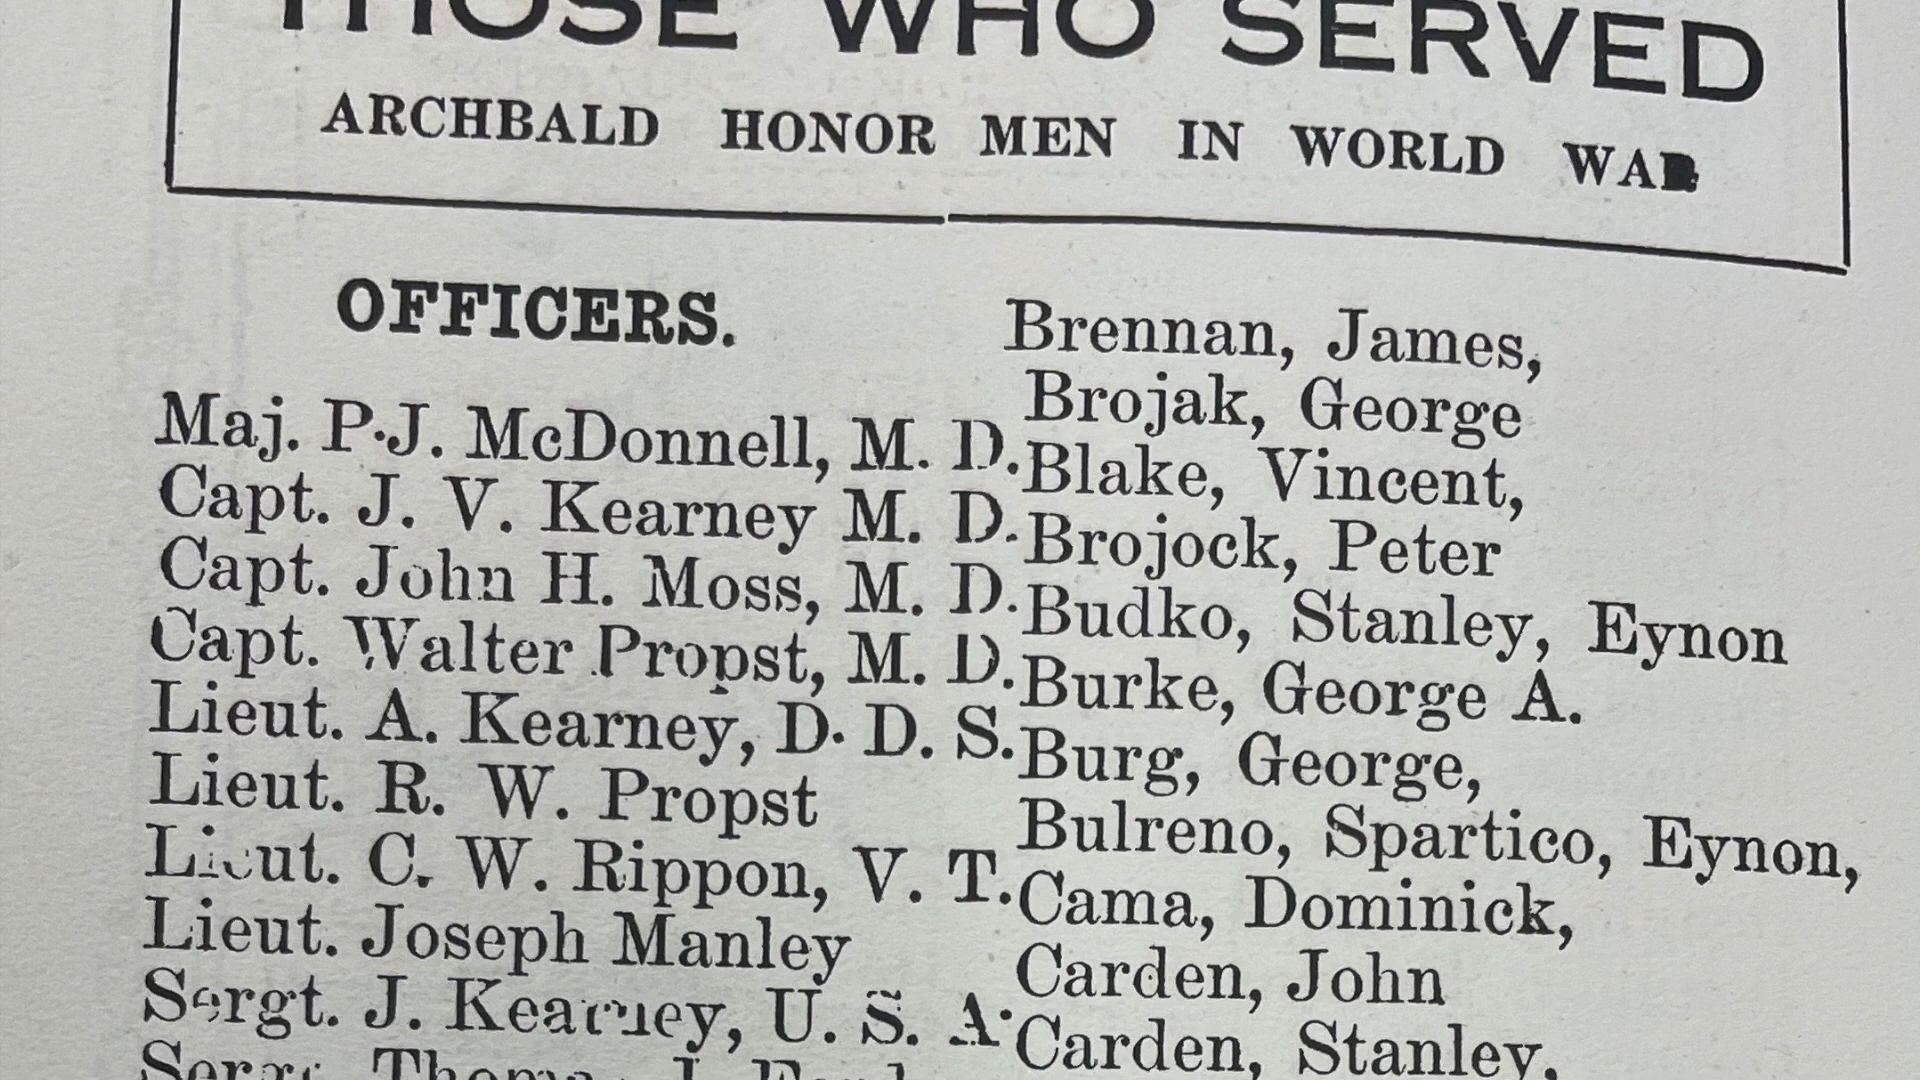 THOSE WHO SERVED
ARCHBALD HONOR MEN IN WORLD WAR
OFFICERS.
Maj. P. J. McDonnell, M. D.
Capt. J. V. Kearney M. D.
Capt. John H. Moss, M. D.
Capt. Walter Propst, M. D.
Lieut. A. Kearney, D. D. S.
Lieut. R. W. Propst
Lieut. C. W. Rippon, V. T.
Lieut. Joseph Manley
Sergt. J. Kearney, U. S. A.
Thomas J.
Brennan, James,
Brojak, George
Blake, Vincent,
Brojock, Peter
Budko, Stanley, Eynon
Burke, George A.
Burg, George,
Bulreno, Spartico, Eynon,
Cama, Dominick,
Carden, John
Carden, Stanley,